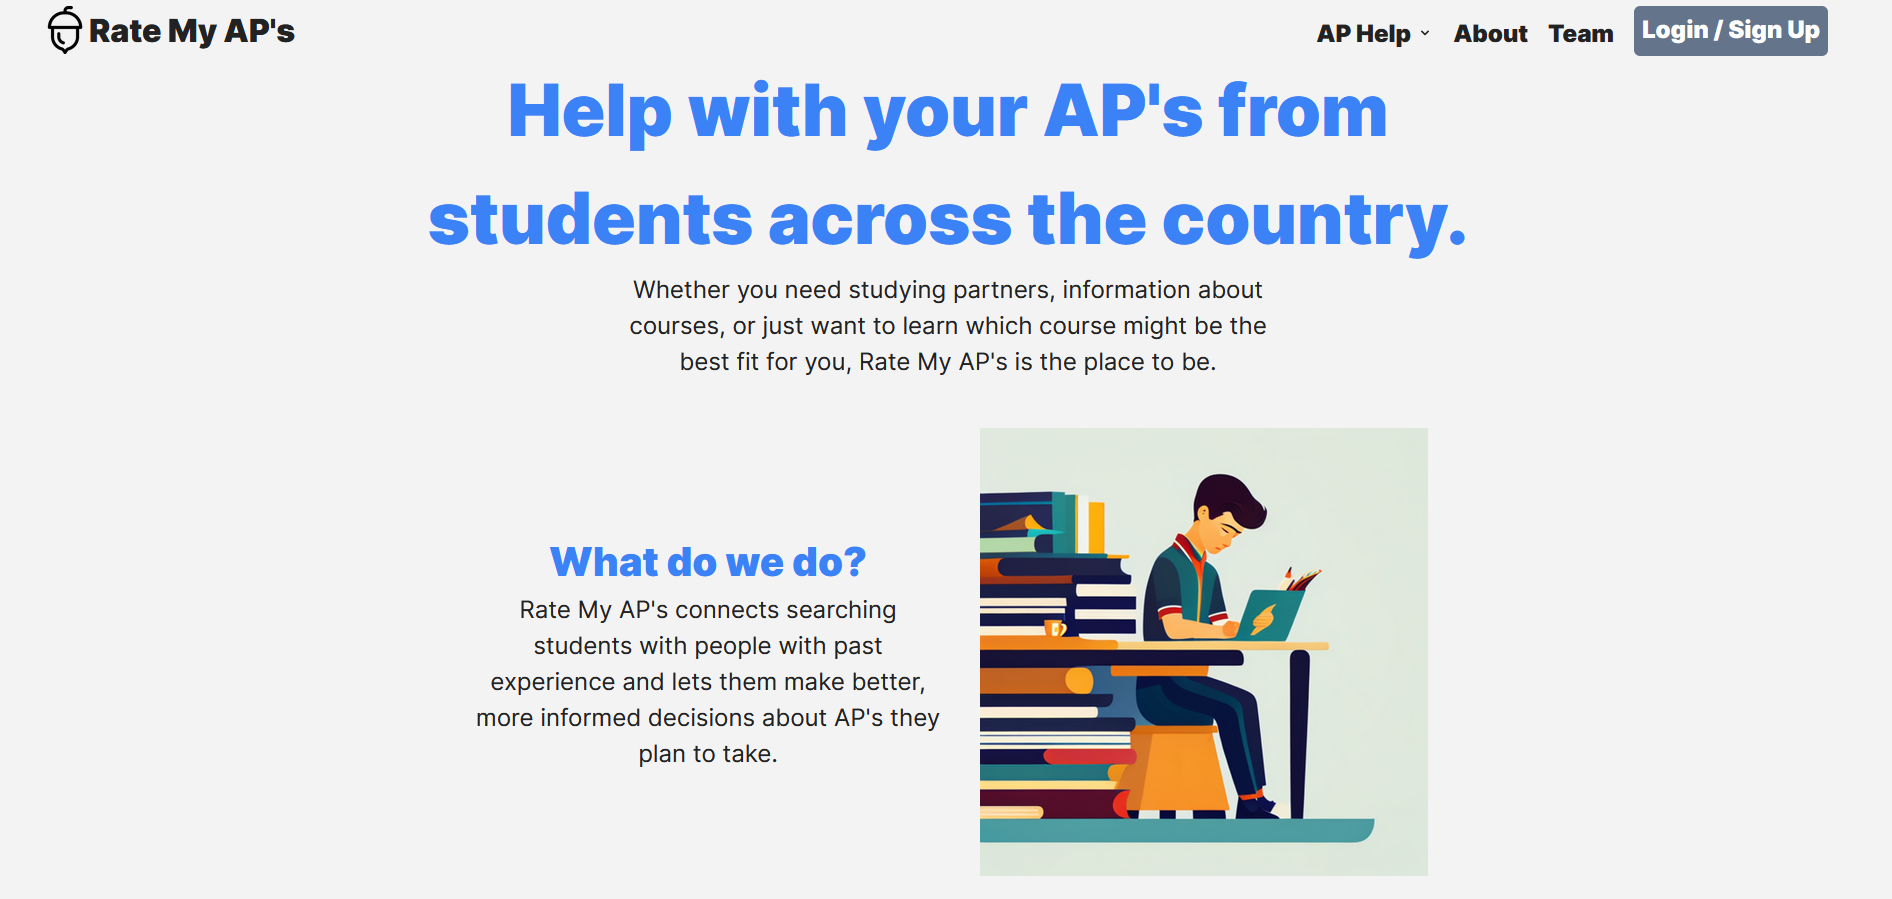 Rate My AP's
AP Help
About
Team
Login / Sign Up
Help with your AP's from
students across the country.
Whether you need studying partners, information about
courses, or just want to learn which course might be the
best fit for you, Rate My AP's is the place to be.
What do we do?
Rate My AP's connects searching
students with people with past
experience and lets them make better,
more informed decisions about AP's they
plan to take.